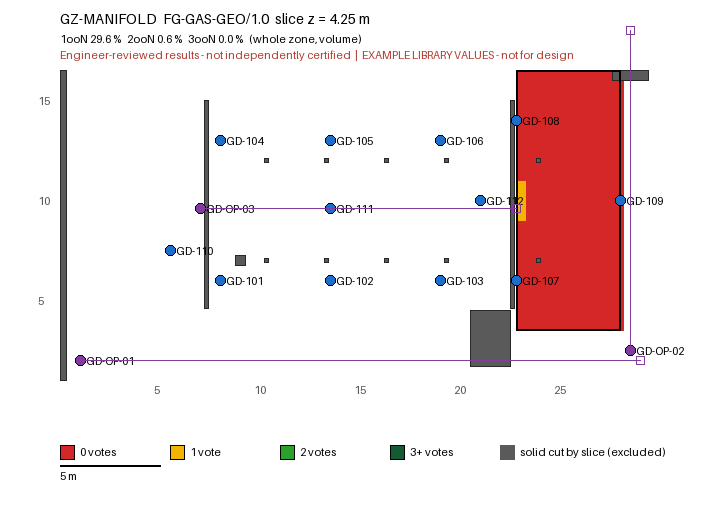 GZ-MANIFOLD FG-GAS-GEO/1.0 slice z = 4.25 m
1ooN 29.6 % 2ooN 0.6 % 3ooN 0.0 % (whole zone, volume)
Engineer-reviewed results - not independently certified | EXAMPLE LIBRARY VALUES - not for design
15
GD-108
GD-104 GD-105 GD-106
10
GD-112 GD-109
GD-OP-03 GD-111
GD-110
5
GD-101 GD-102 GD-103 GD-107
GD-OP-02
GD-OP-01
5 10 15 20 25
0 votes 1 vote 2 votes 3+ votes solid cut by slice (excluded)
5 m